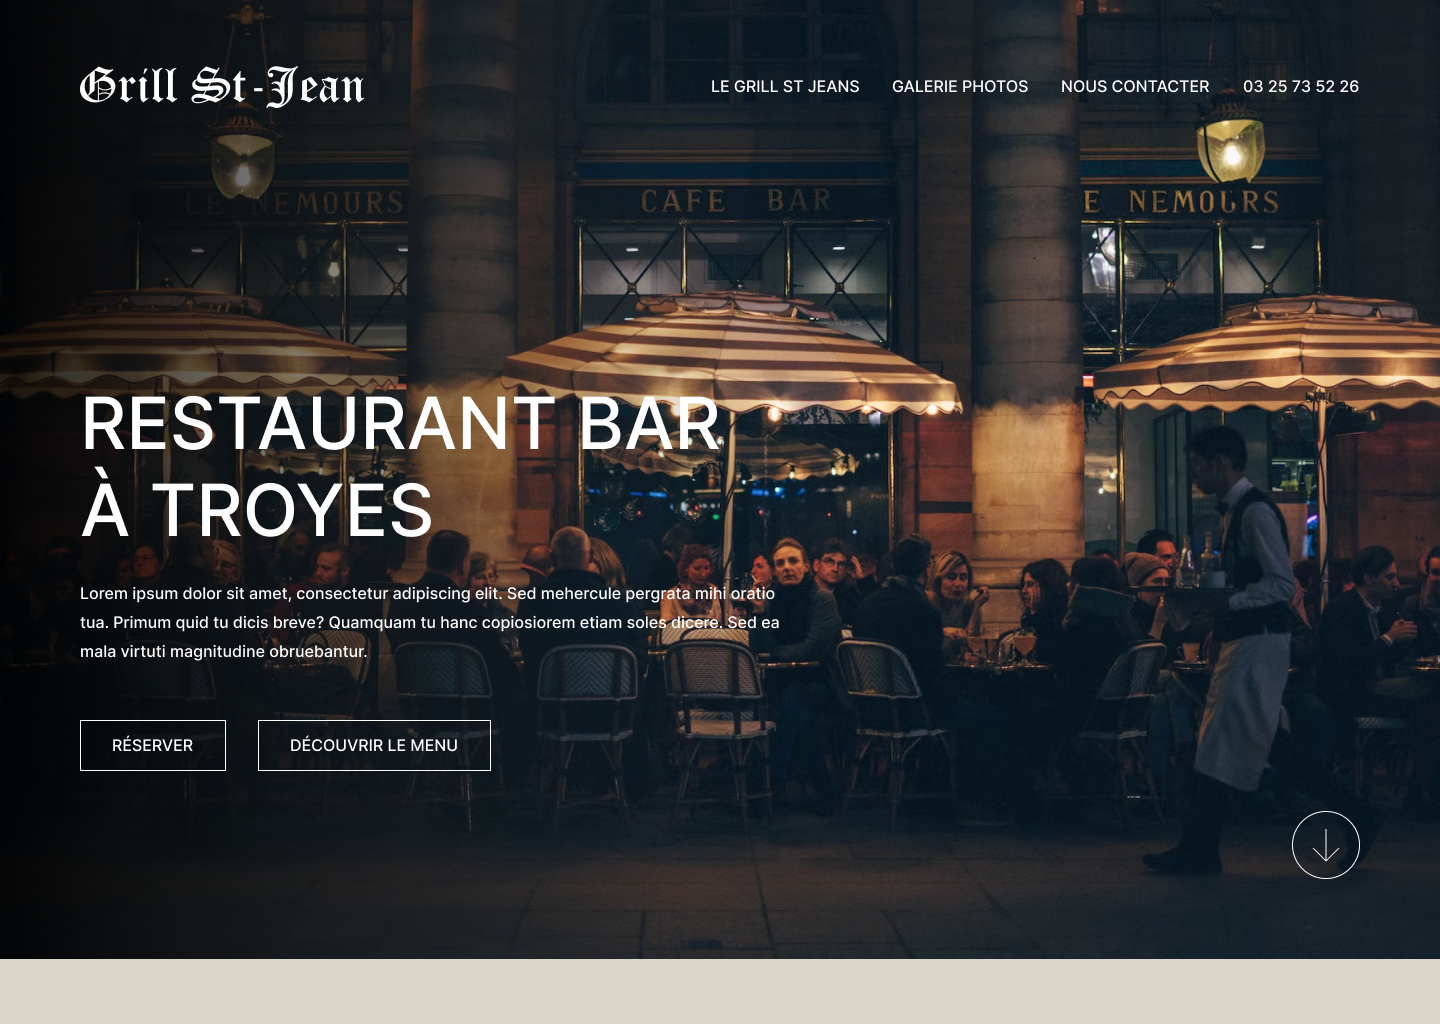 Grill St-Jean
LE GRILL ST JEANS
GALERIE PHOTOS
NOUS CONTACTER
03 25 73 52 26
LE NEMOURS
CAFE BAR
E NEMOURS
RESTAURANT BAR
À TROYES
Lorem ipsum dolor sit amet, consectetur adipiscing elit. Sed mehercule pergrata mihi oratio
tua. Primum quid tu dicis breve? Quamquam tu hanc copiosiorem etiam soles dicere. Sed ea
mala virtuti magnitudine obruebantur.
RÉSERVER
DÉCOUVRIR LE MENU